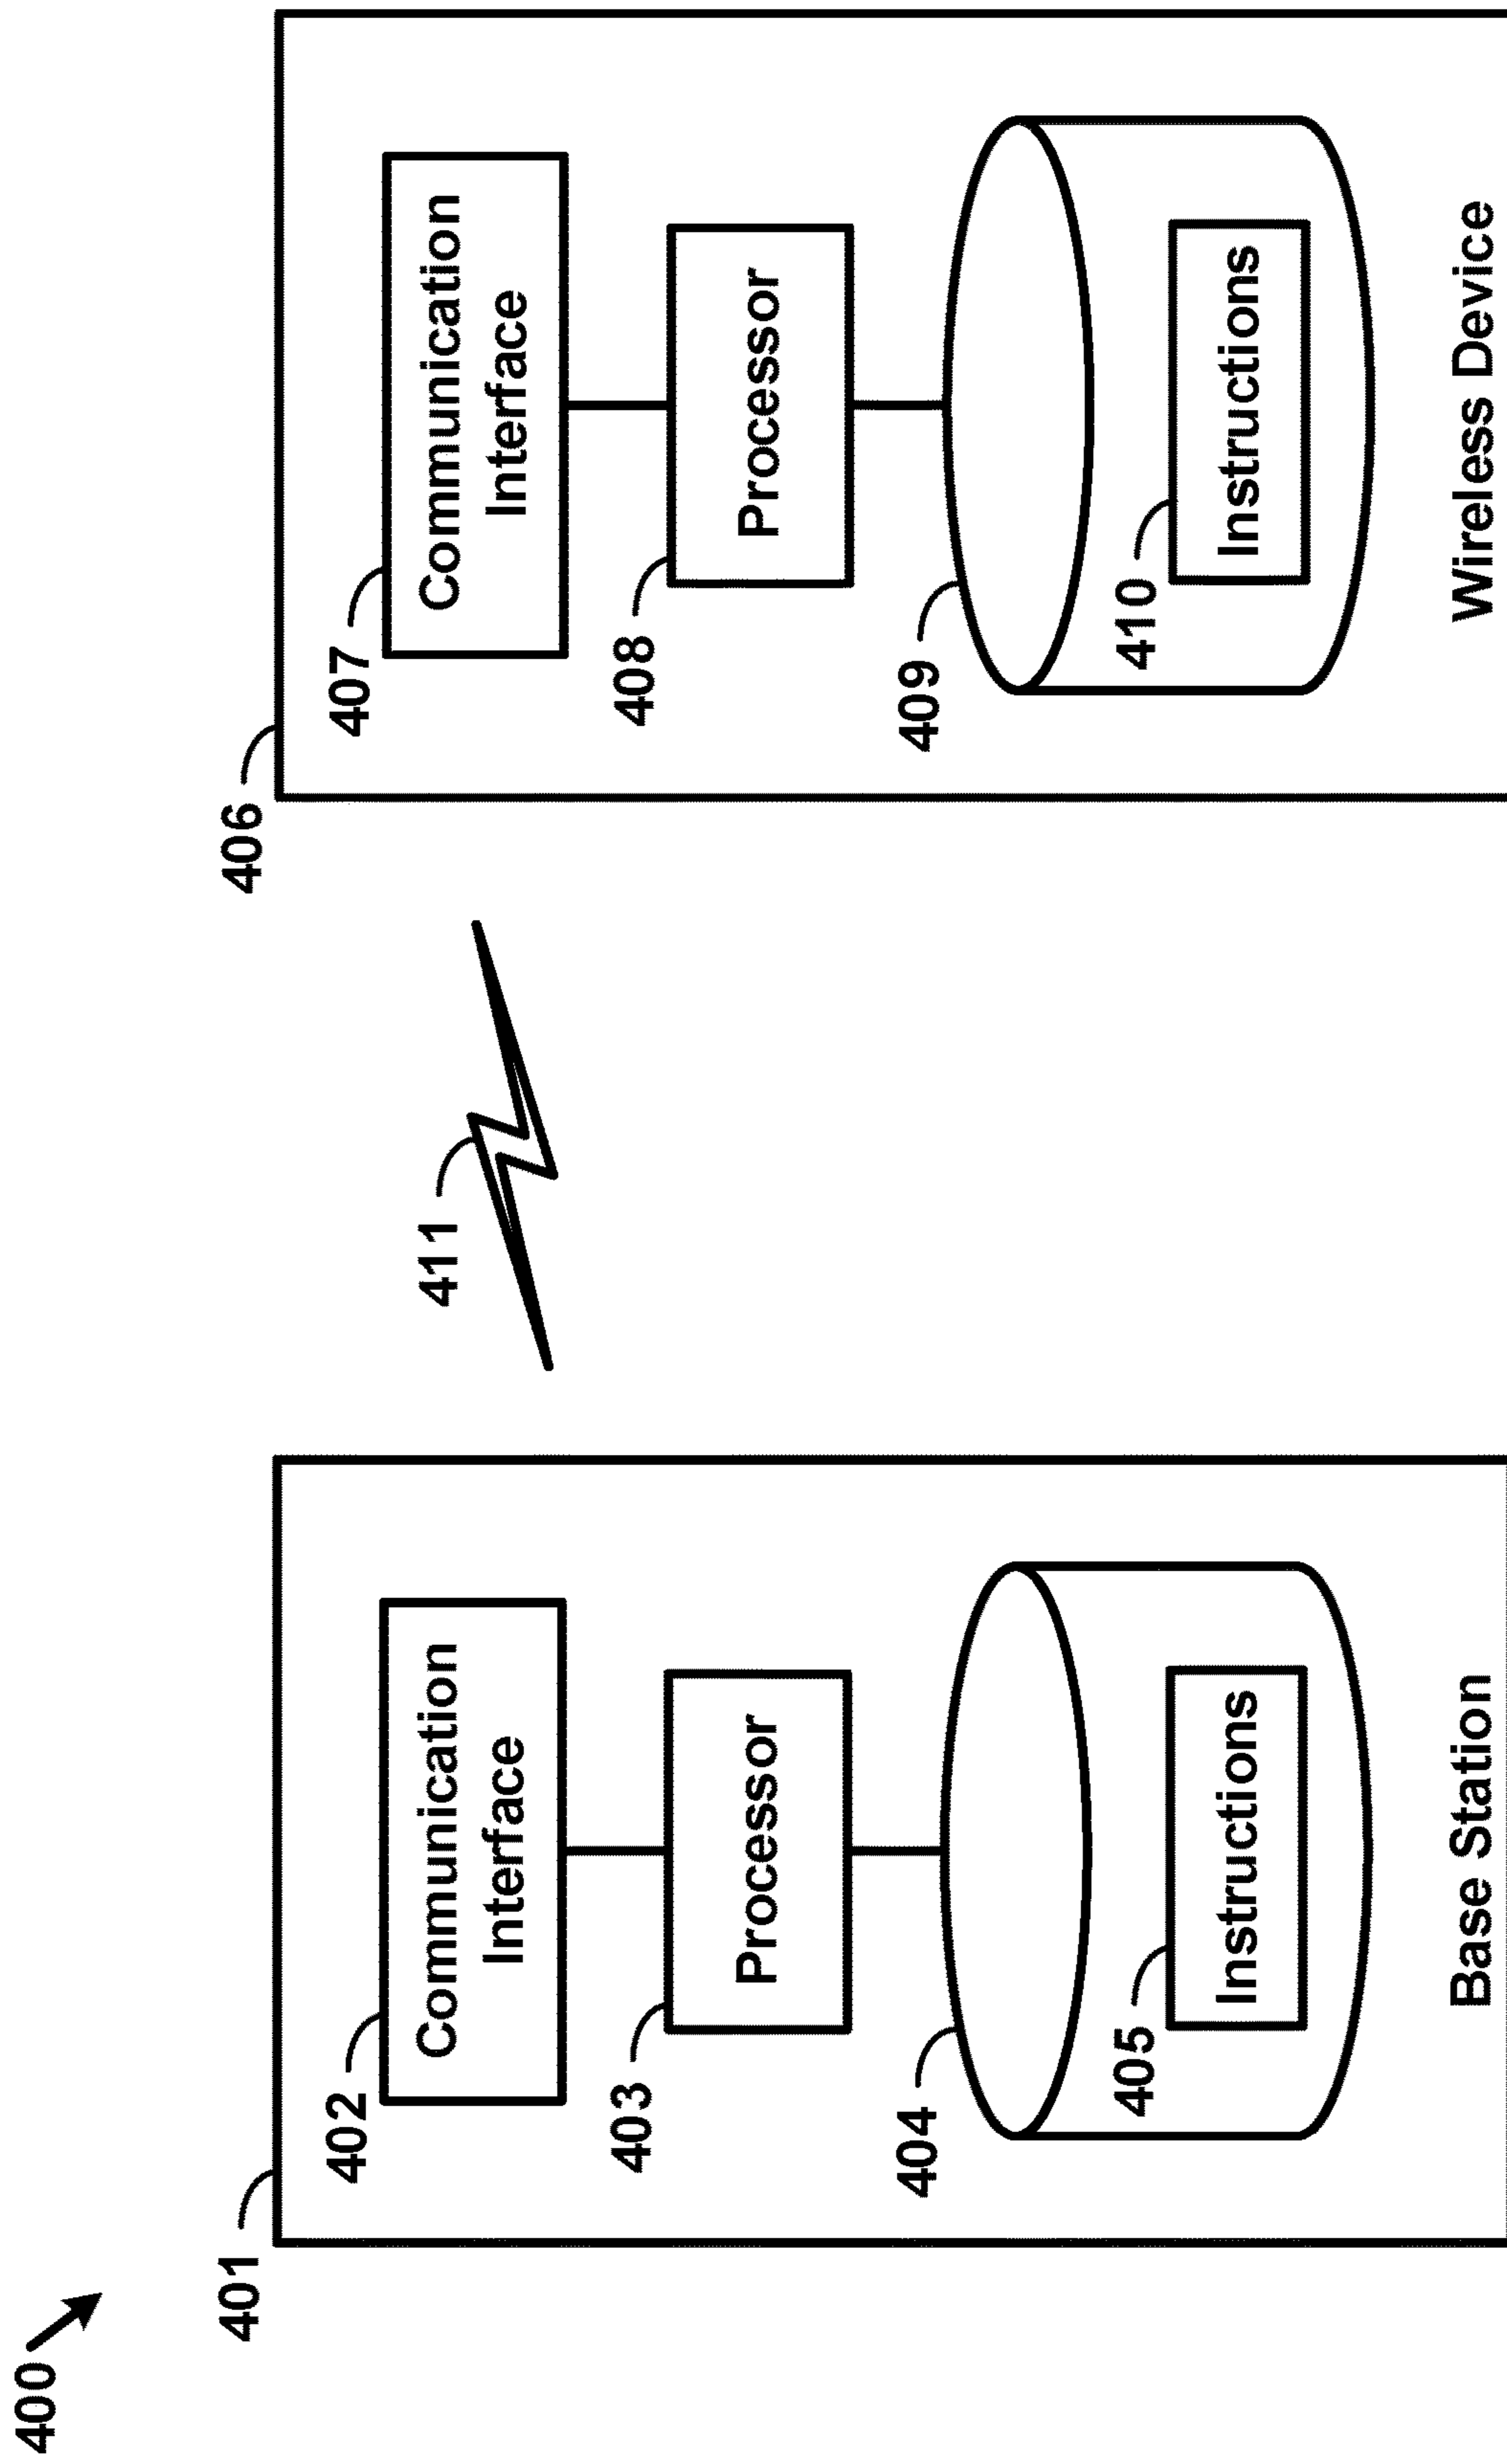 400
401
402
Communication
Interface
403
Processor
404
405
Instructions
Base Station
411
406
407
Communication
Interface
408
Processor
409
410
Instructions
Wireless Device